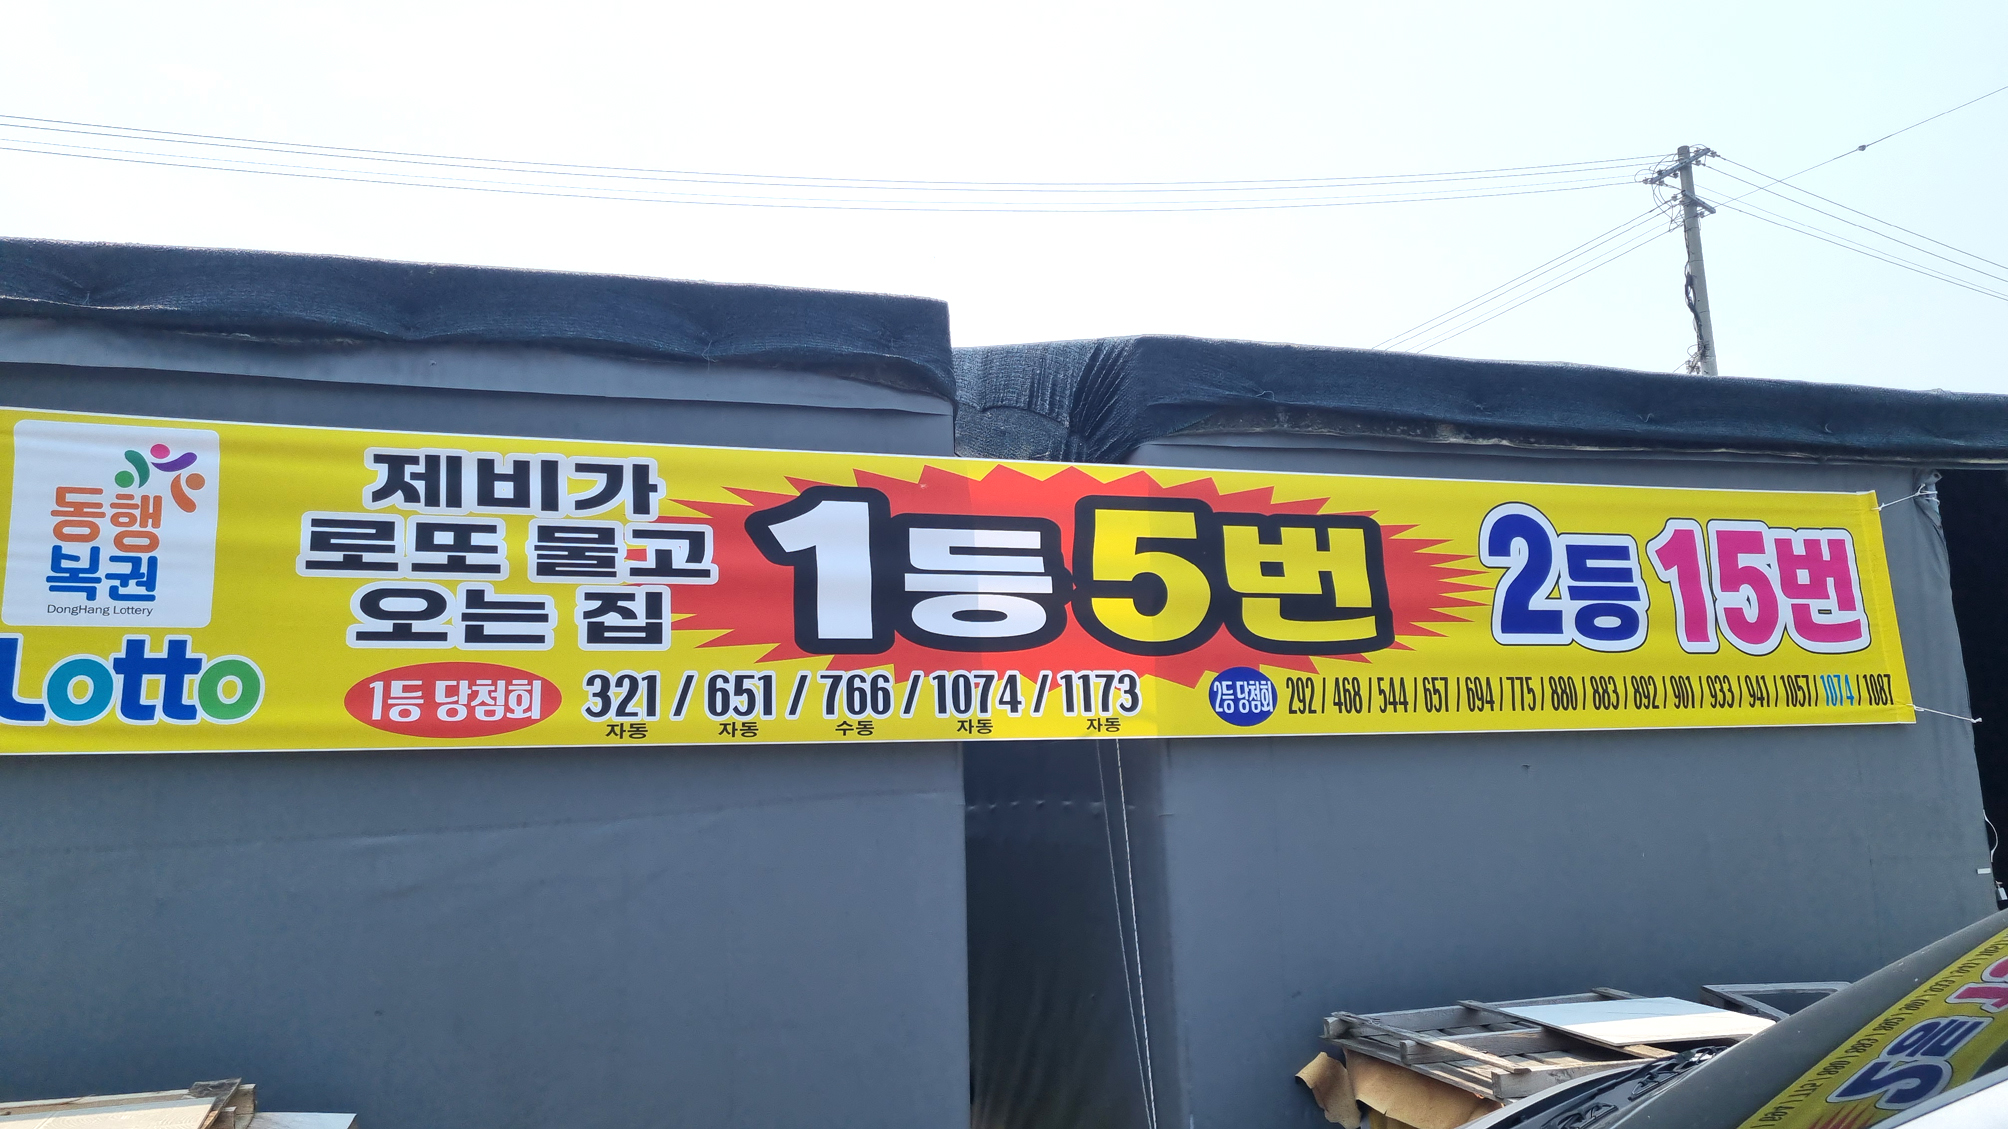 동행
복권
DongHang Lottery
Lotto
제비가
로또 물고
오는 집
1등 5번
2등 15번
1등 당첨회 321 / 651 / 766 / 1074 / 1173
자동 자동 수동 자동 자동
2등 당첨회 292 / 468 / 544 / 657 / 694 / 775 / 880 / 883 / 892 / 901 / 933 / 941 / 1057 / 1074 / 1087